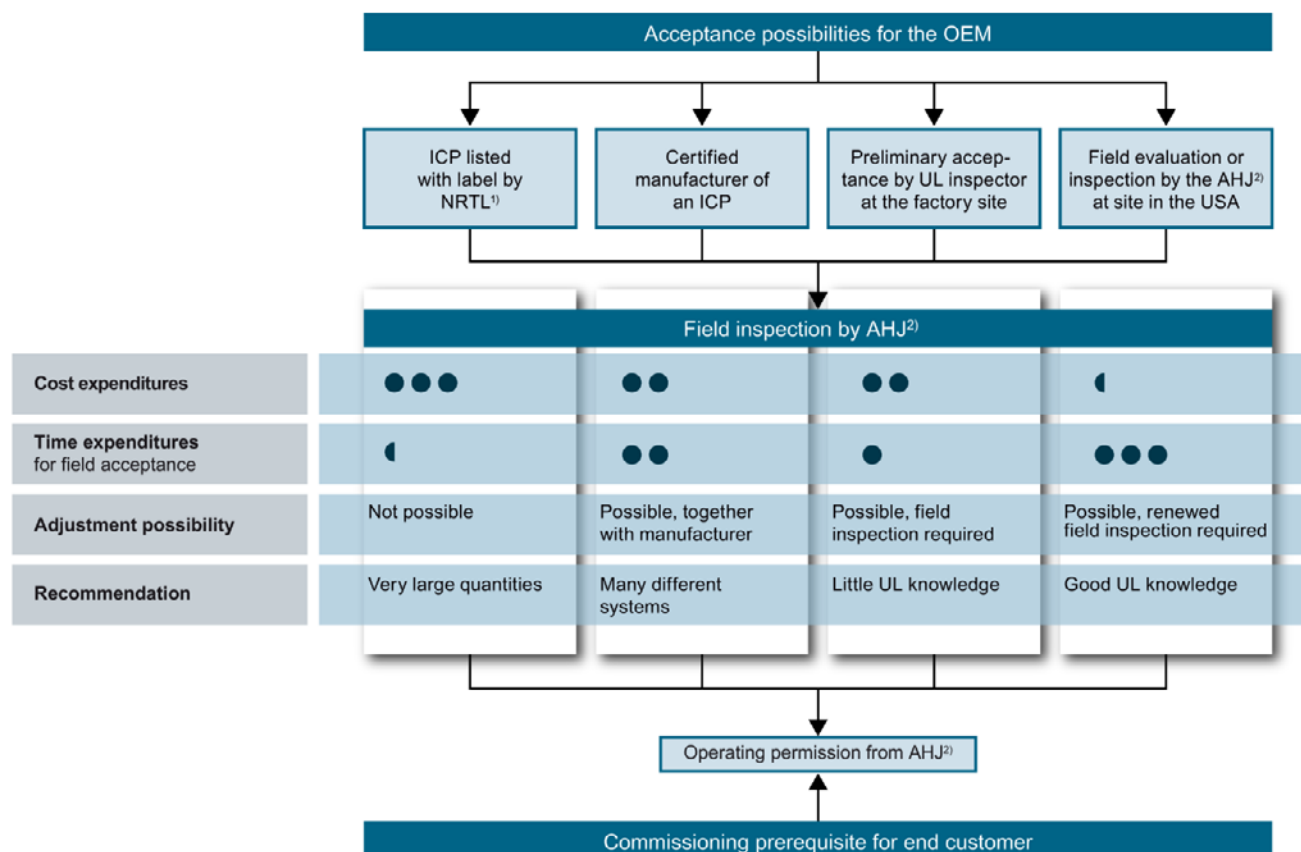 Acceptance possibilities for the OEM
ICP listed
with label by
NRTL¹⁾
Certified
manufacturer of
an ICP
Preliminary accep-
tance by UL inspector
at the factory site
Field evaluation or
inspection by the AHJ²⁾
at site in the USA
Field inspection by AHJ²⁾
Cost expenditures
Time expenditures
for field acceptance
Adjustment possibility
Not possible
Possible, together
with manufacturer
Possible, field
inspection required
Possible, renewed
field inspection required
Recommendation
Very large quantities
Many different
systems
Little UL knowledge
Good UL knowledge
Operating permission from AHJ²⁾
Commissioning prerequisite for end customer